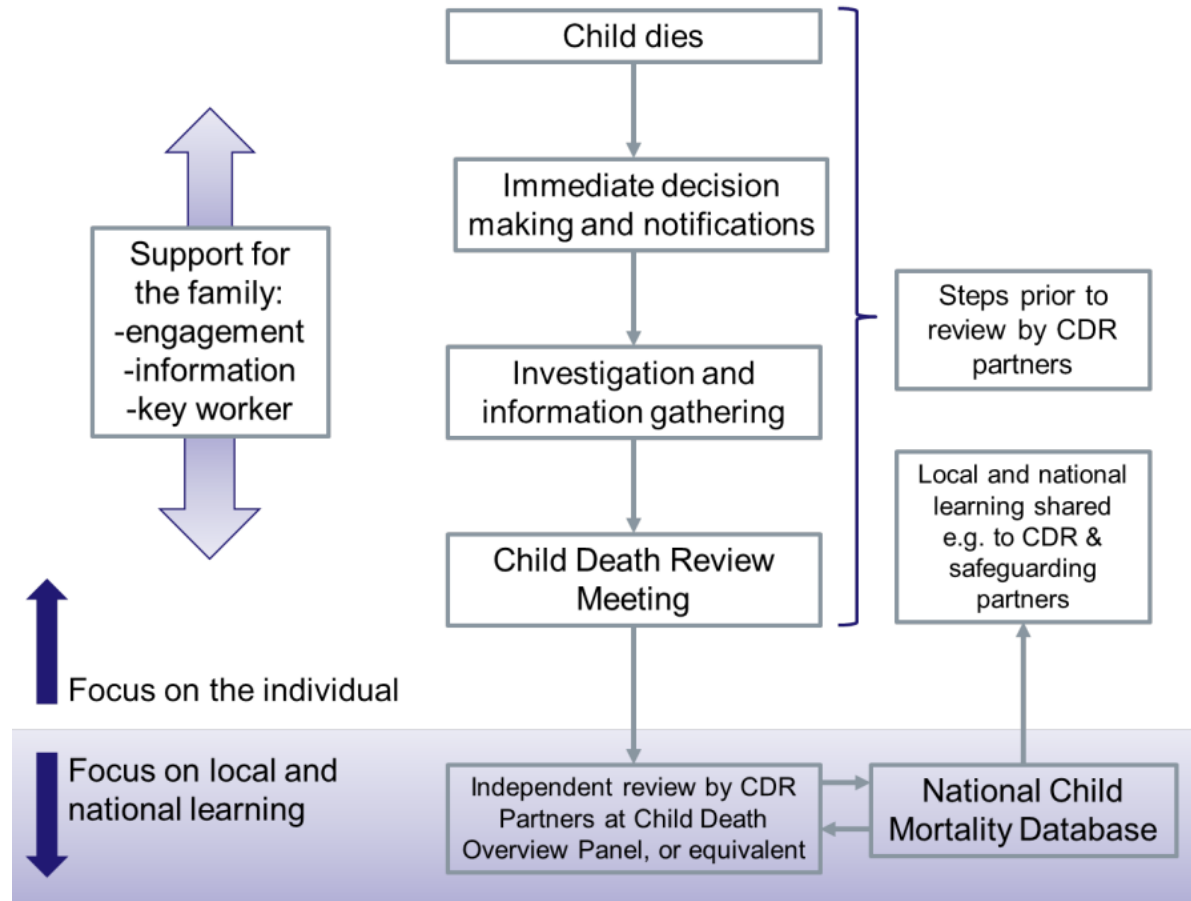 Child dies
Immediate decision
making and notifications
Support for
the family:
-engagement
-information
-key worker
Steps prior to
review by CDR
partners
Investigation and
information gathering
Local and national
learning shared
e.g. to CDR &
safeguarding
partners
Child Death Review
Meeting
Focus on the individual
Focus on local and
national learning
Independent review by CDR
Partners at Child Death
Overview Panel, or equivalent
National Child
Mortality Database